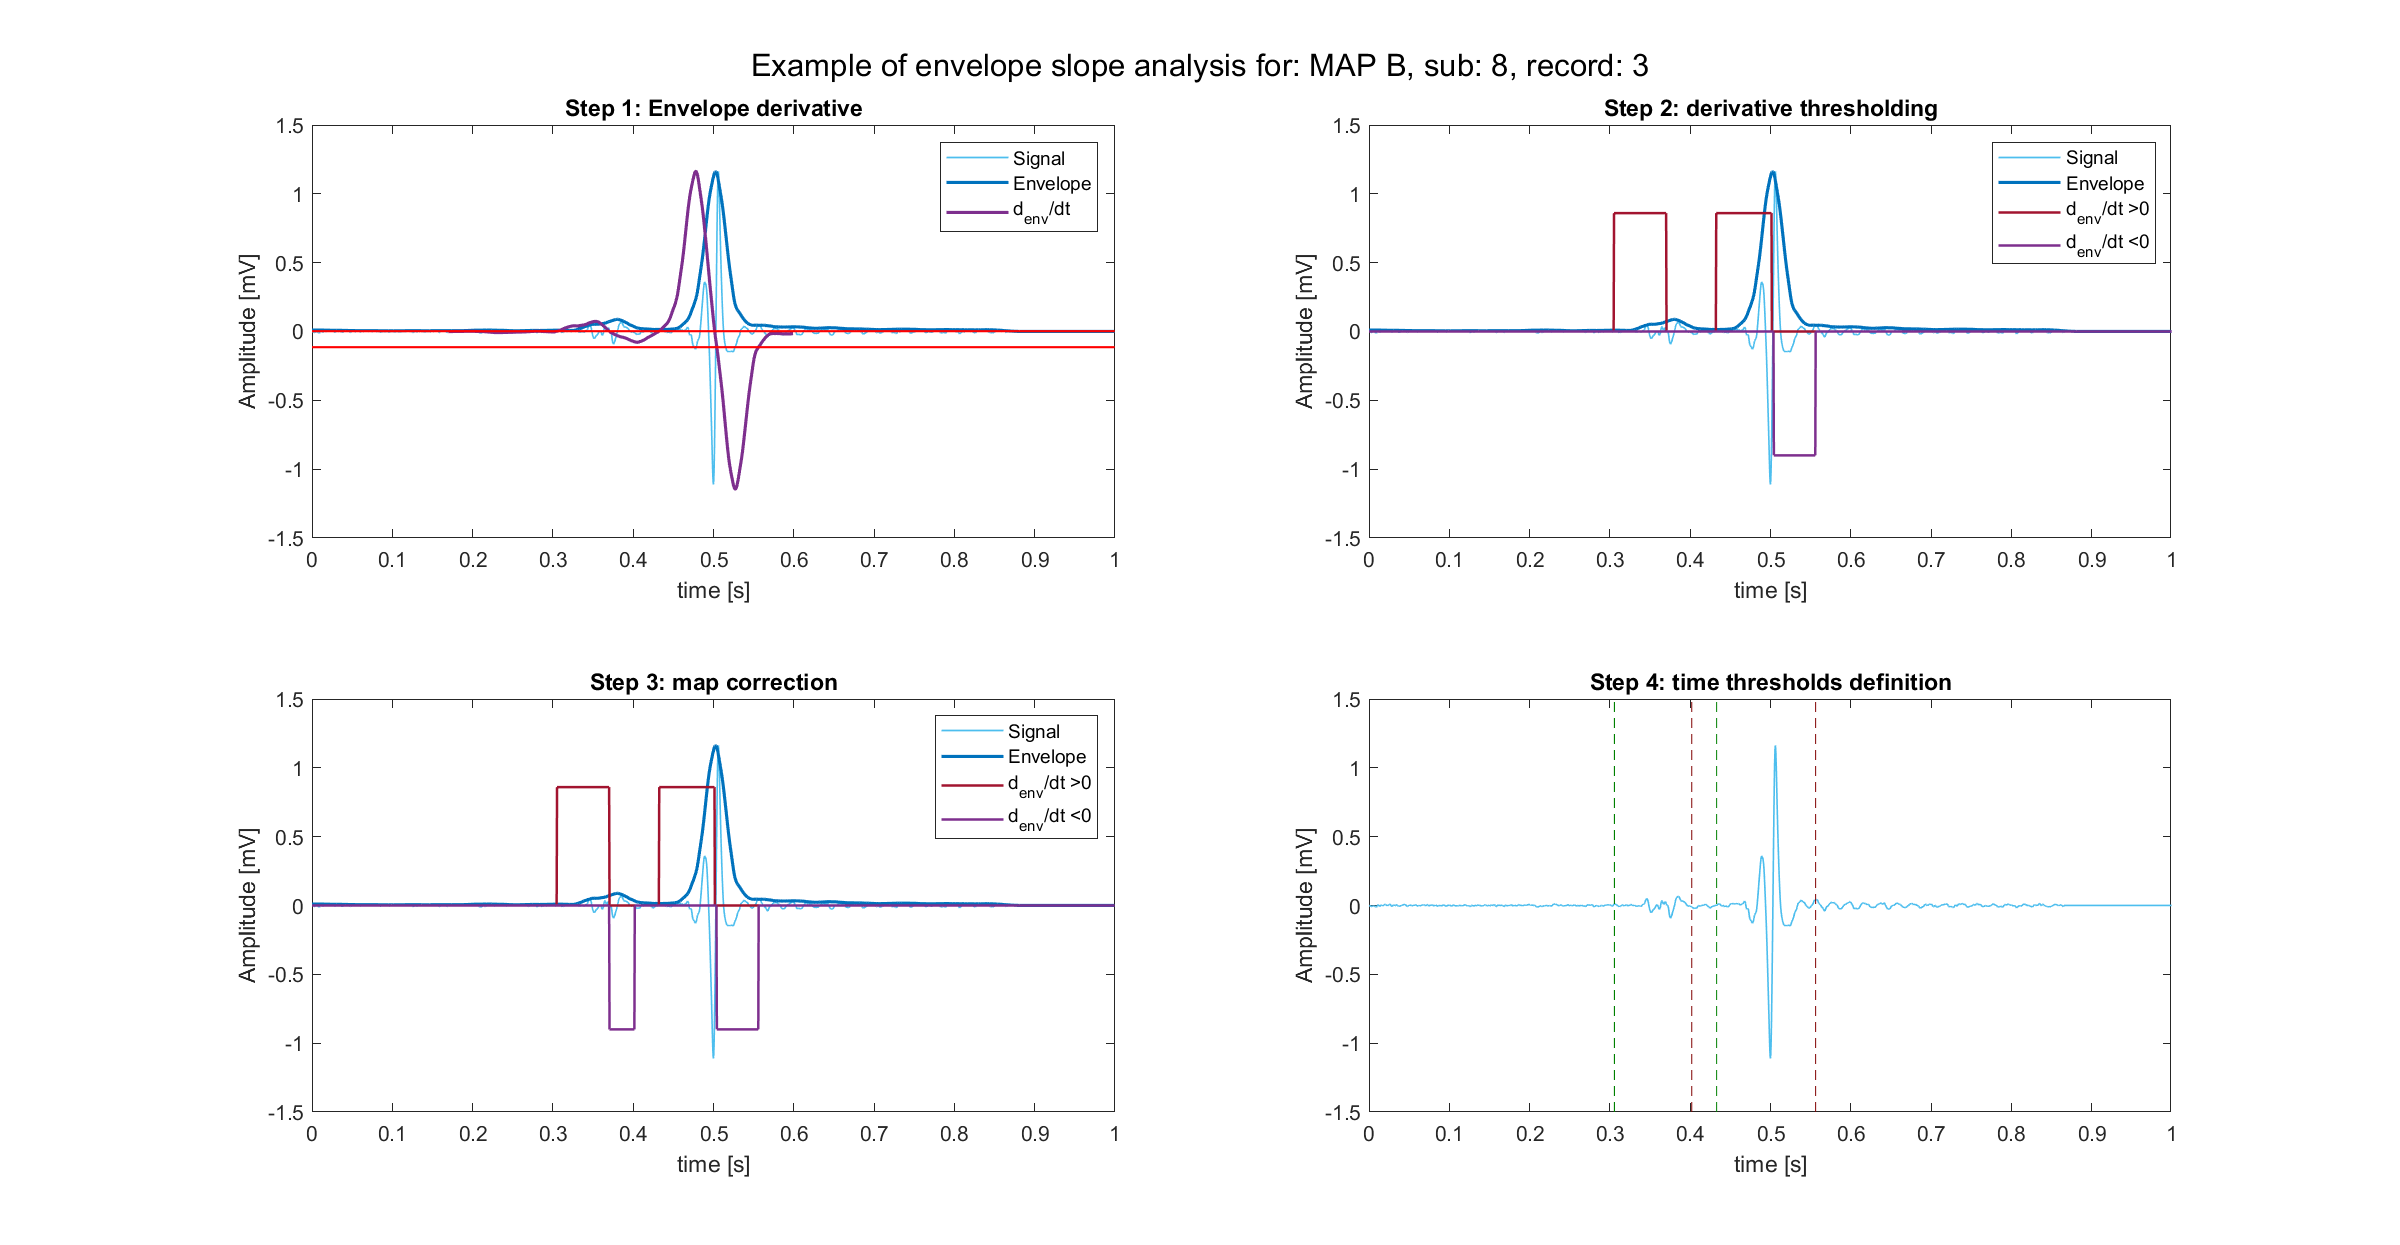 Example of envelope slope analysis for: MAP B, sub: 8, record: 3
Step 1: Envelope derivative
Amplitude [mV]
1.5
1
0.5
0
-0.5
-1
-1.5
0 0.1 0.2 0.3 0.4 0.5 0.6 0.7 0.8 0.9 1
time [s]
Signal
Envelope
denv/dt
Step 2: derivative thresholding
Amplitude [mV]
1.5
1
0.5
0
-0.5
-1
-1.5
0 0.1 0.2 0.3 0.4 0.5 0.6 0.7 0.8 0.9 1
time [s]
Signal
Envelope
denv/dt >0
denv/dt <0
Step 3: map correction
Amplitude [mV]
1.5
1
0.5
0
-0.5
-1
-1.5
0 0.1 0.2 0.3 0.4 0.5 0.6 0.7 0.8 0.9 1
time [s]
Signal
Envelope
denv/dt >0
denv/dt <0
Step 4: time thresholds definition
Amplitude [mV]
1.5
1
0.5
0
-0.5
-1
-1.5
0 0.1 0.2 0.3 0.4 0.5 0.6 0.7 0.8 0.9 1
time [s]